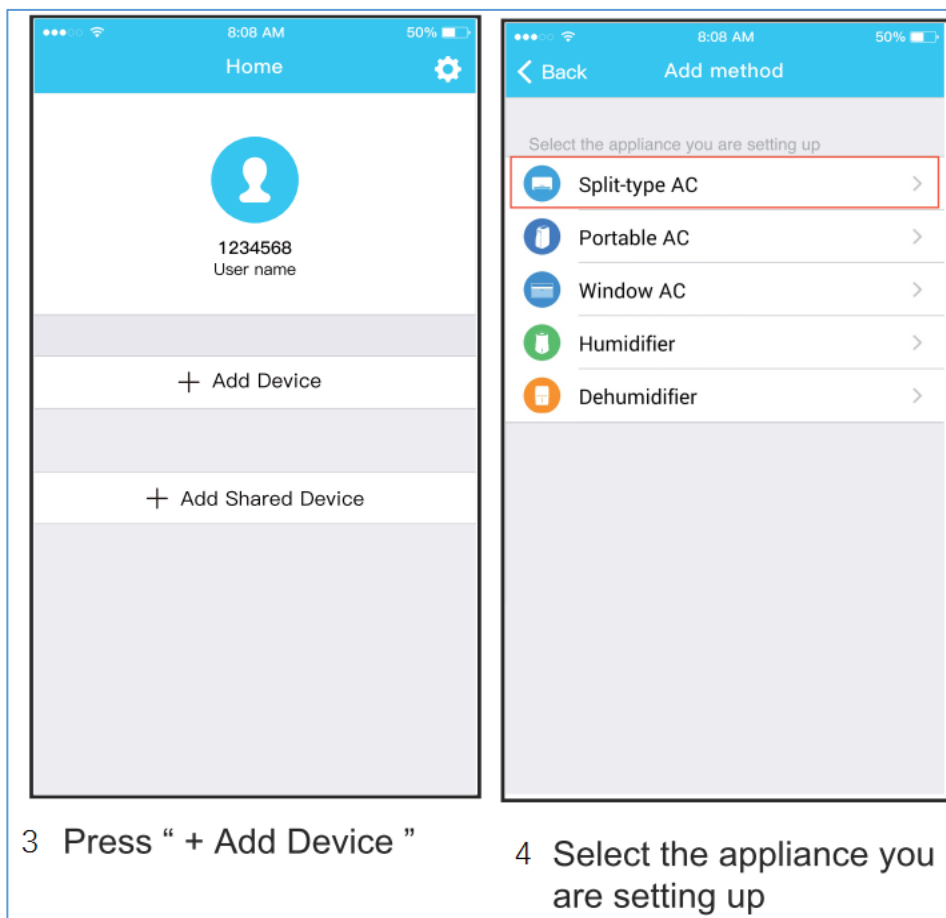 8:08 AM 50%
Home
1234568
User name
+ Add Device
+ Add Shared Device
3 Press “ + Add Device ”
8:08 AM 50%
Back Add method
Select the appliance you are setting up
Split-type AC
Portable AC
Window AC
Humidifier
Dehumidifier
4 Select the appliance you
are setting up